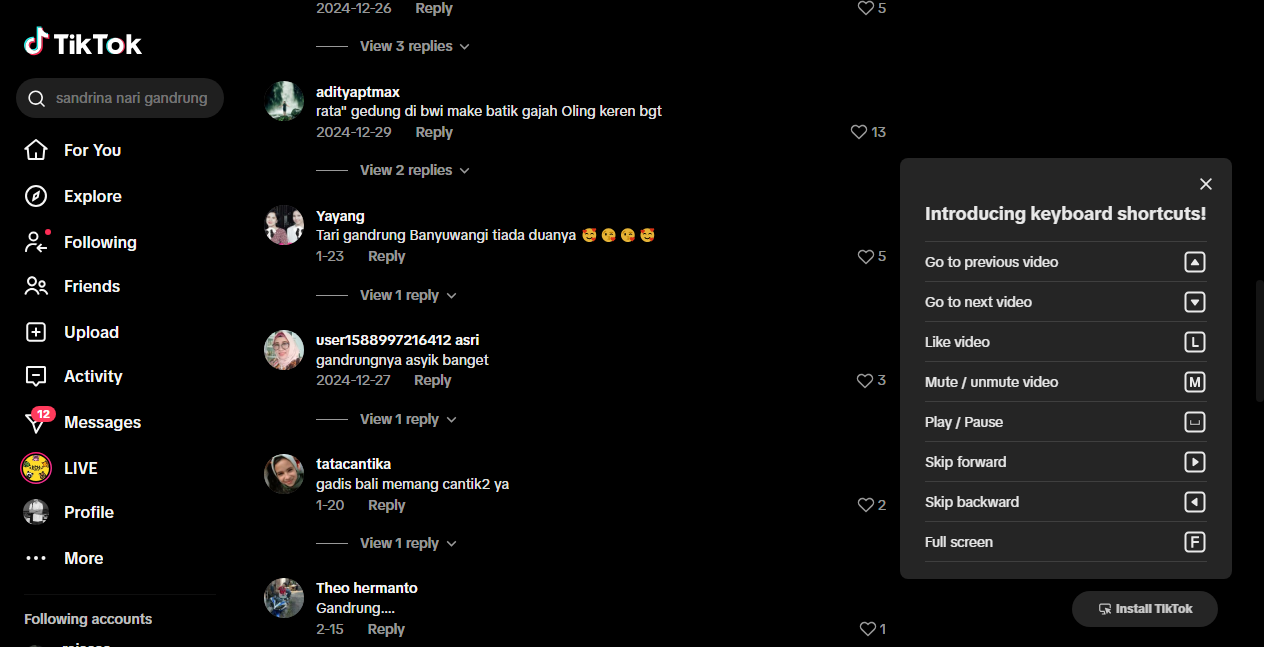 TikTok
sandrina nari gandrung
For You
Explore
Following
Friends
Upload
Activity
12
Messages
LIVE
Profile
More
Following accounts
2024-12-26 Reply
5
View 3 replies
adityaptmax
rata" gedung di bwi make batik gajah Oling keren bgt
2024-12-29 Reply
13
View 2 replies
Yayang
Tari gandrung Banyuwangi tiada duanya 🥰😘😘🥰
1-23 Reply
5
View 1 reply
user1588997216412 asri
gandrungnya asyik banget
2024-12-27 Reply
3
View 1 reply
tatacantika
gadis bali memang cantik2 ya
1-20 Reply
2
View 1 reply
Theo hermanto
Gandrung....
2-15 Reply
1
Introducing keyboard shortcuts!
Go to previous video
Go to next video
Like video L
Mute / unmute video M
Play / Pause
Skip forward
Skip backward
Full screen F
Install TikTok